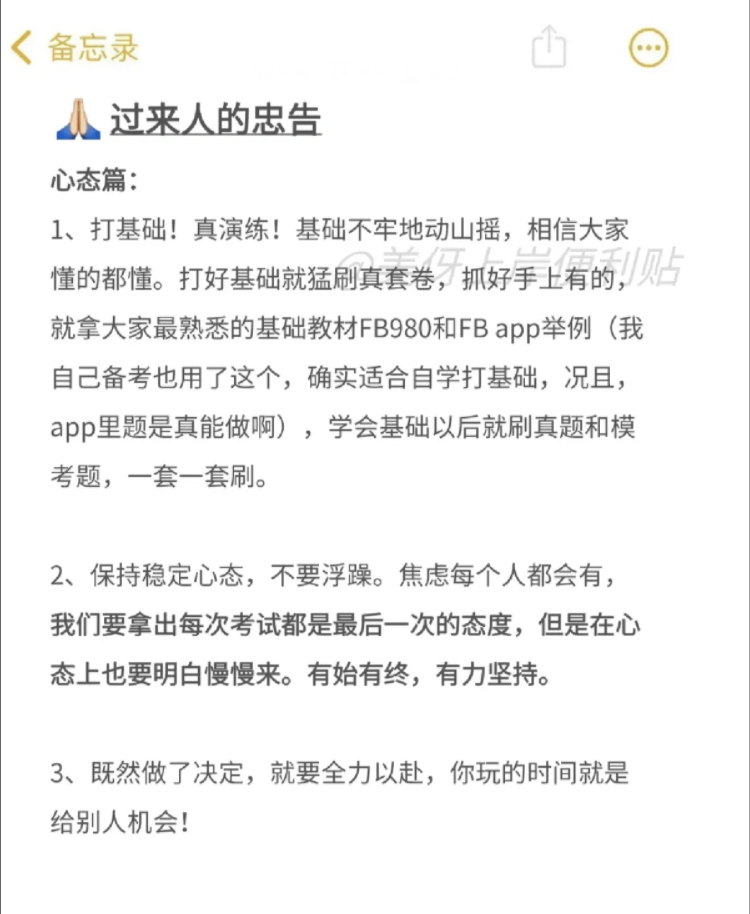 备忘录
🙏🏻 过来人的忠告
心态篇：
1、打基础！真演练！基础不牢地动山摇，相信大家
懂的都懂。打好基础就猛刷真套卷，抓好手上有的，
就拿大家最熟悉的基础教材FB980和FB app举例（我
自己备考也用了这个，确实适合自学打基础，况且，
app里题是真能做啊），学会基础以后就刷真题和模
考题，一套一套刷。
2、保持稳定心态，不要浮躁。焦虑每个人都会有，
我们要拿出每次考试都是最后一次的态度，但是在心
态上也要明白慢慢来。有始有终，有力坚持。
3、既然做了决定，就要全力以赴，你玩的时间就是
给别人机会！